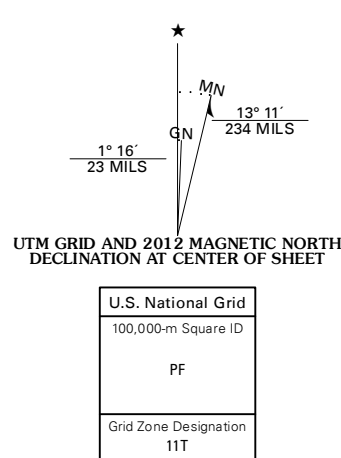 ★
MN
GN
13° 11´
234 MILS
1° 16´
23 MILS
UTM GRID AND 2012 MAGNETIC NORTH
DECLINATION AT CENTER OF SHEET
U.S. National Grid
100,000-m Square ID
PF
Grid Zone Designation
11T